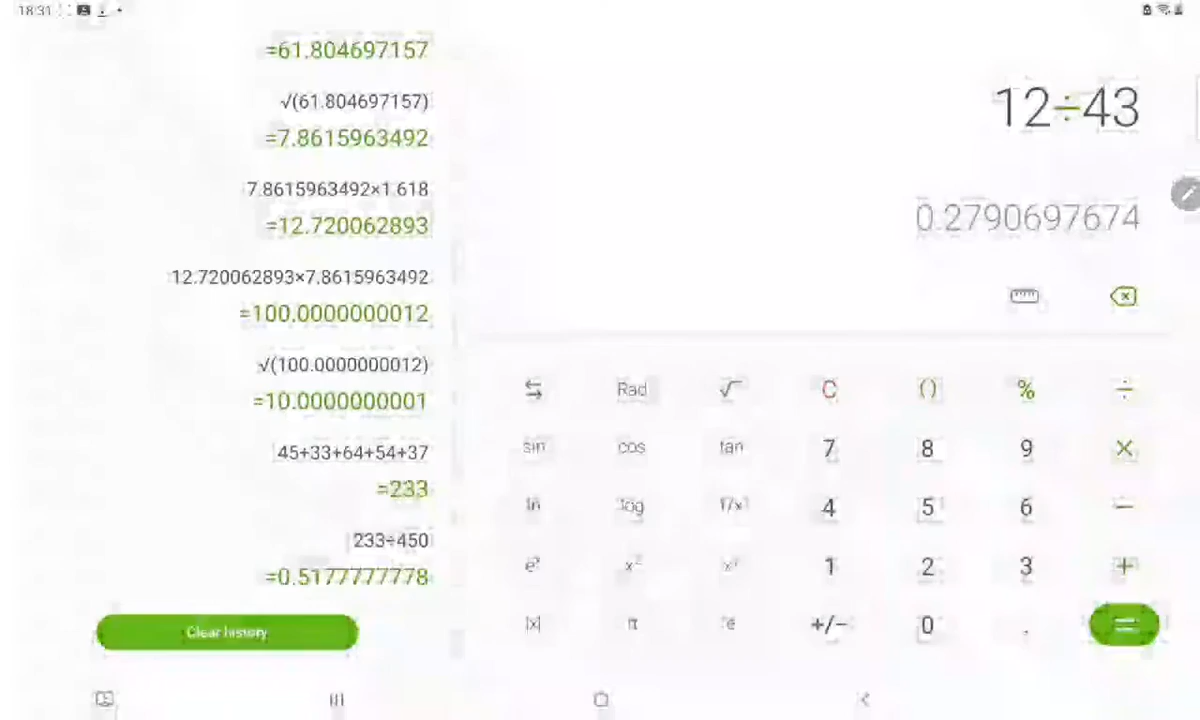 18:31
=61.804697157
√(61.804697157)
=7.8615963492
7.8615963492×1.618
=12.720062893
12.720062893×7.8615963492
=100.0000000012
√(100.0000000012)
=10.0000000001
45+33+64+54+37
=233
233÷450
=0.5177777778
Clear history
12÷43
0.2790697674
Rad √ C () % ÷
sin cos tan 7 8 9 ×
ln log 1/x 4 5 6 −
x² 1 2 3 +
|x| π e +/− 0 . =